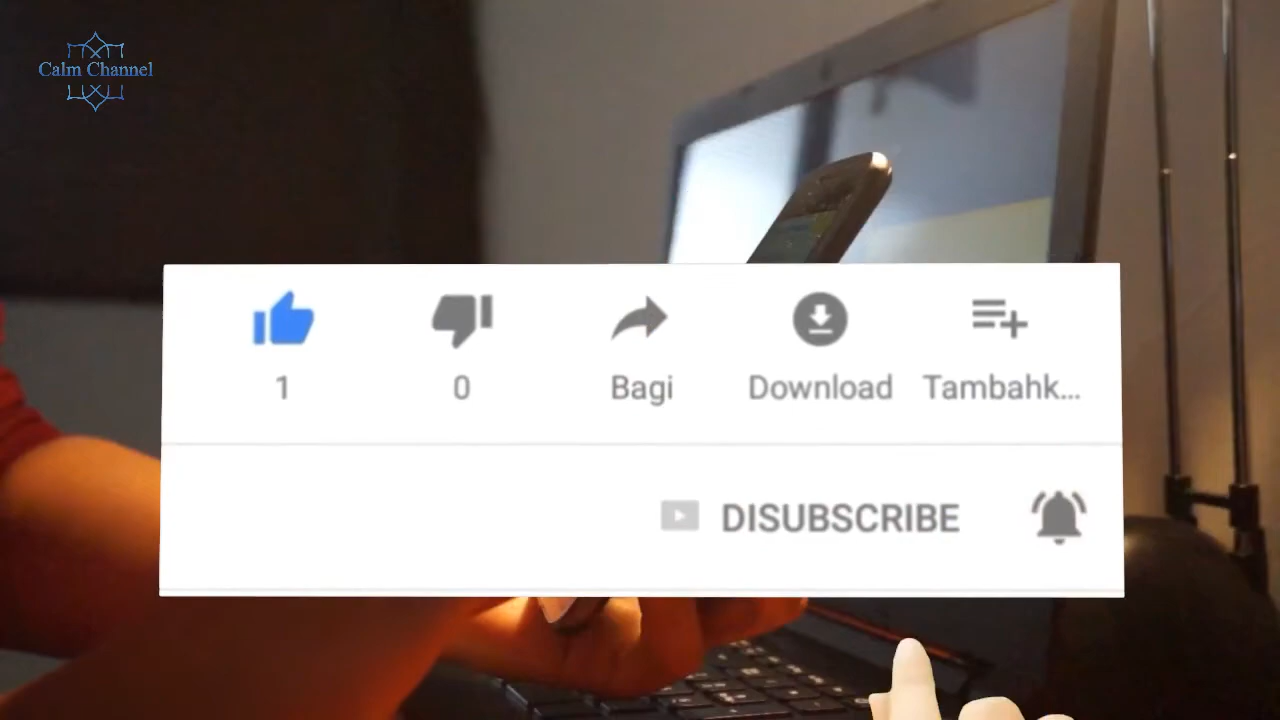 Calm Channel
1
0
Bagi
Download
Tambahk...
DISUBSCRIBE